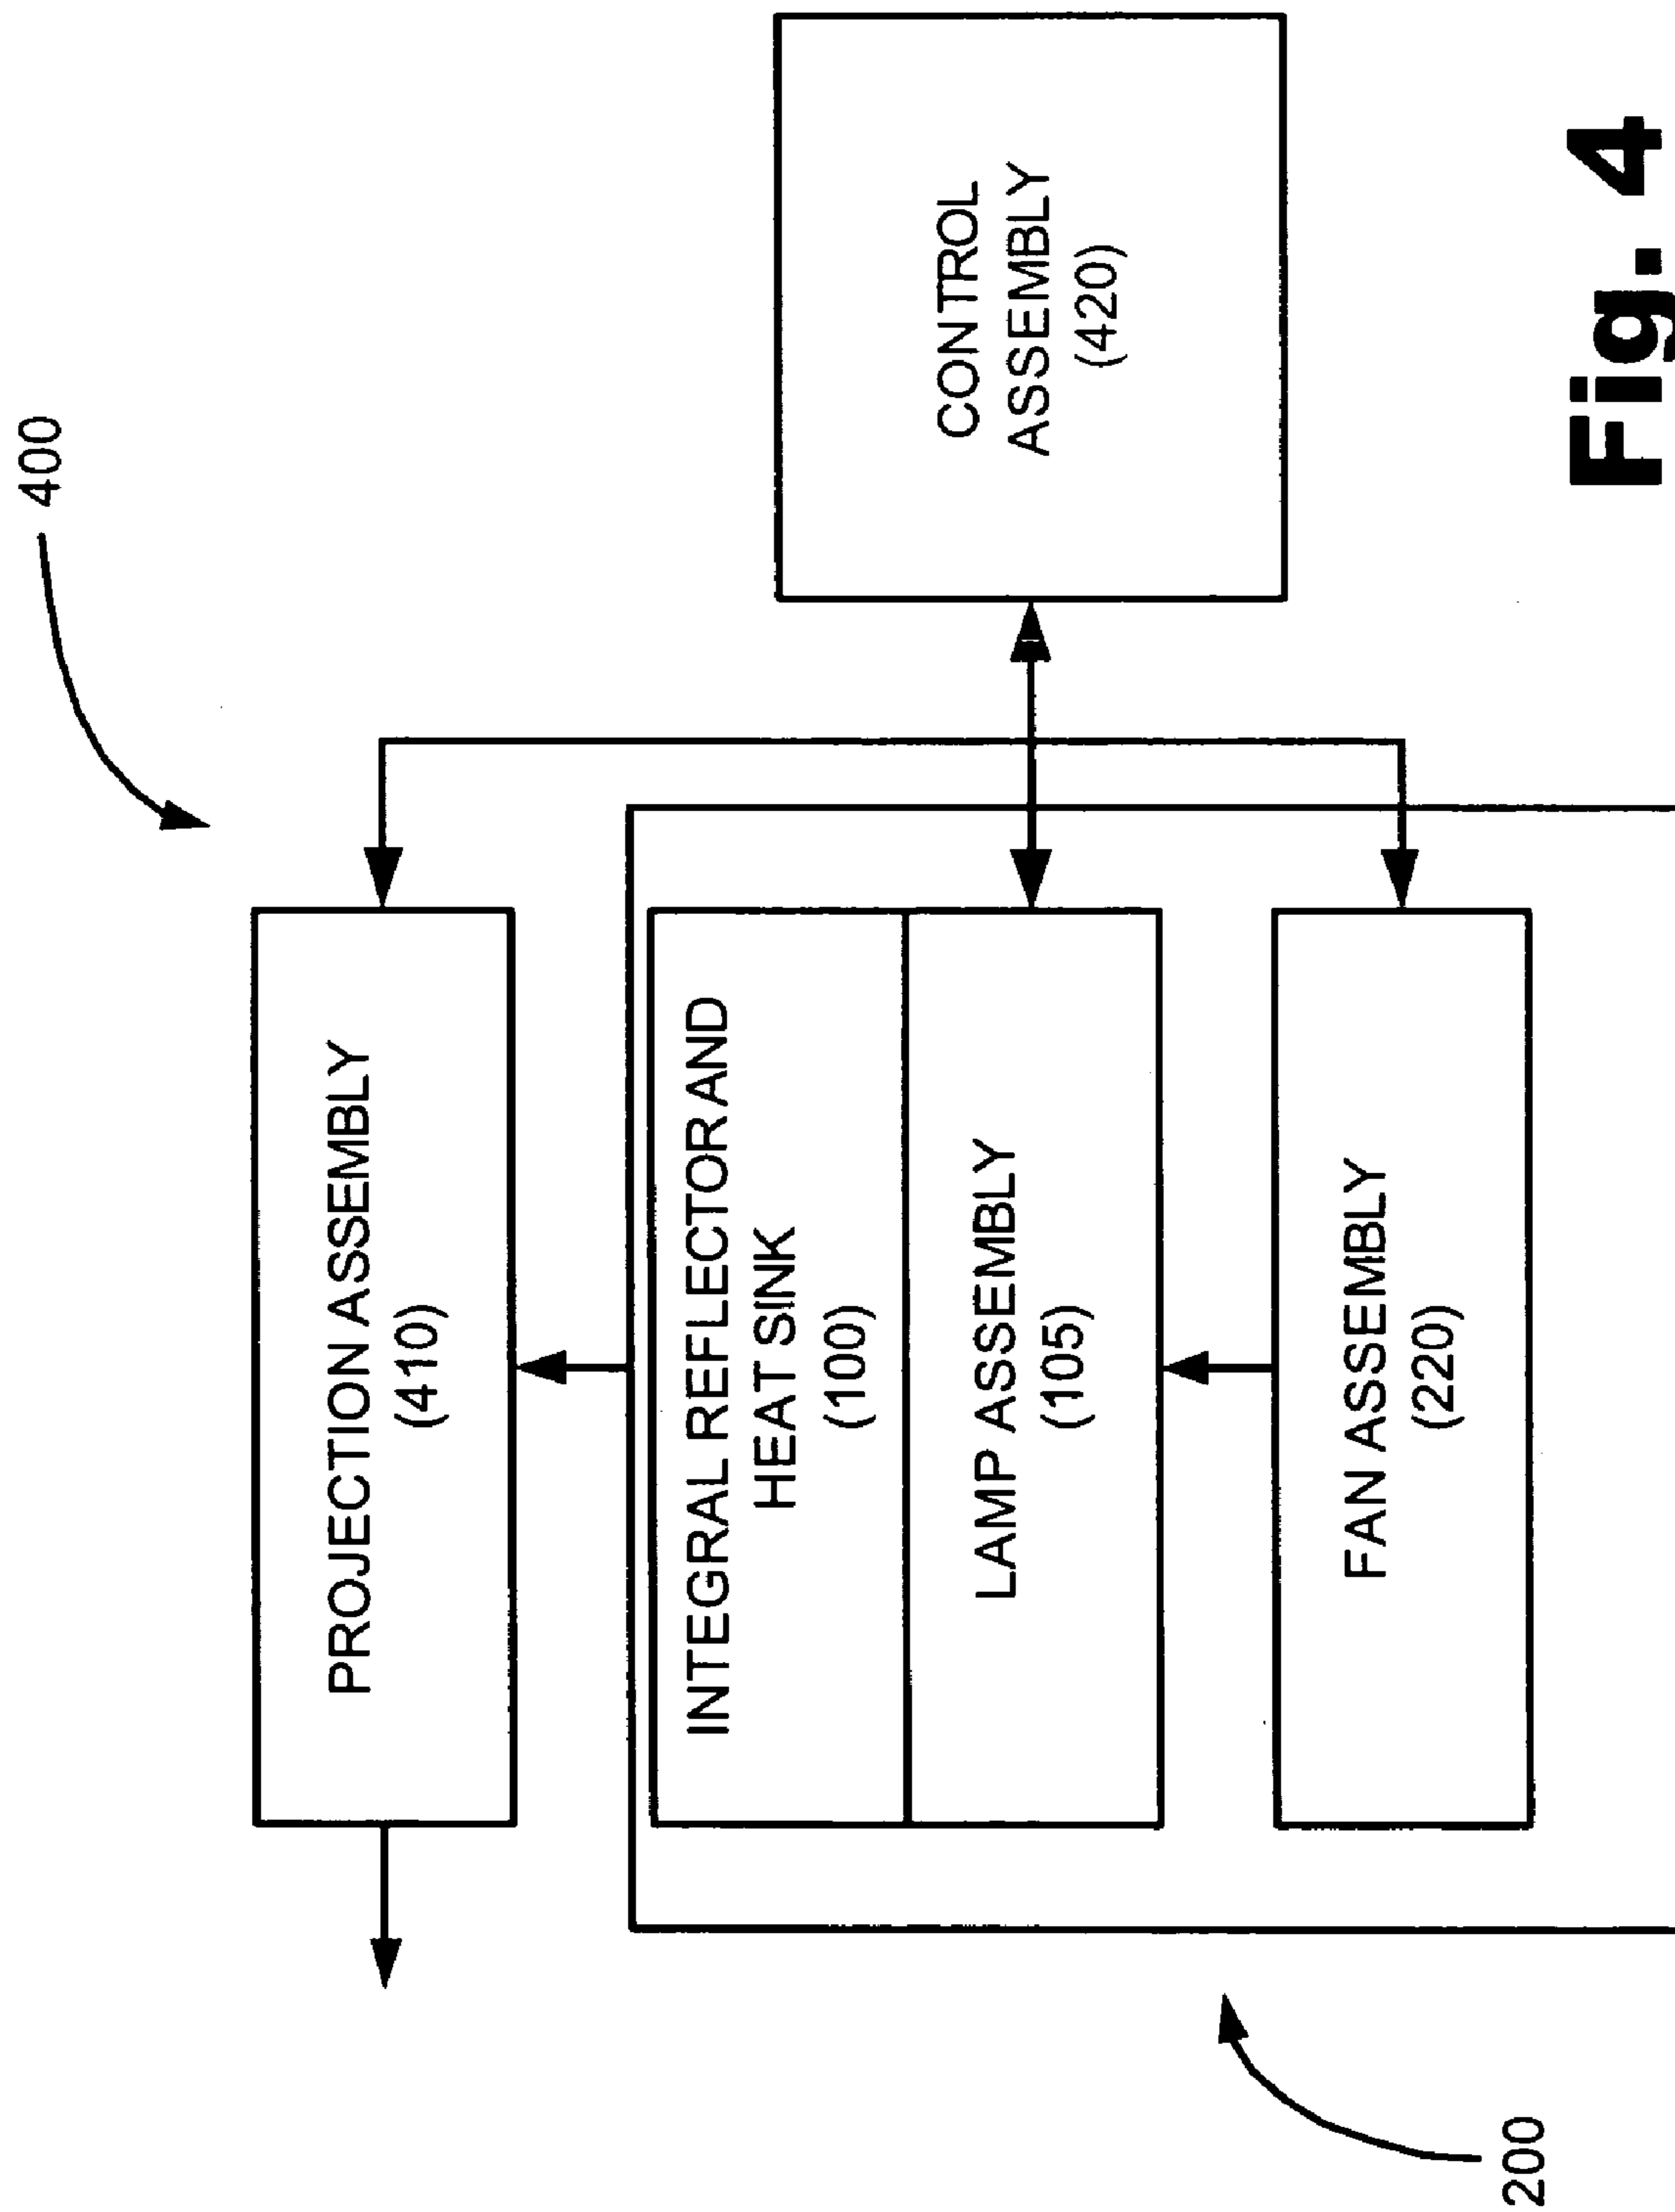 400
PROJECTION ASSEMBLY
(410)
INTEGRAL REFLECTOR AND
HEAT SINK
(100)
LAMP ASSEMBLY
(105)
FAN ASSEMBLY
(220)
CONTROL
ASSEMBLY
(420)
200
Fig. 4